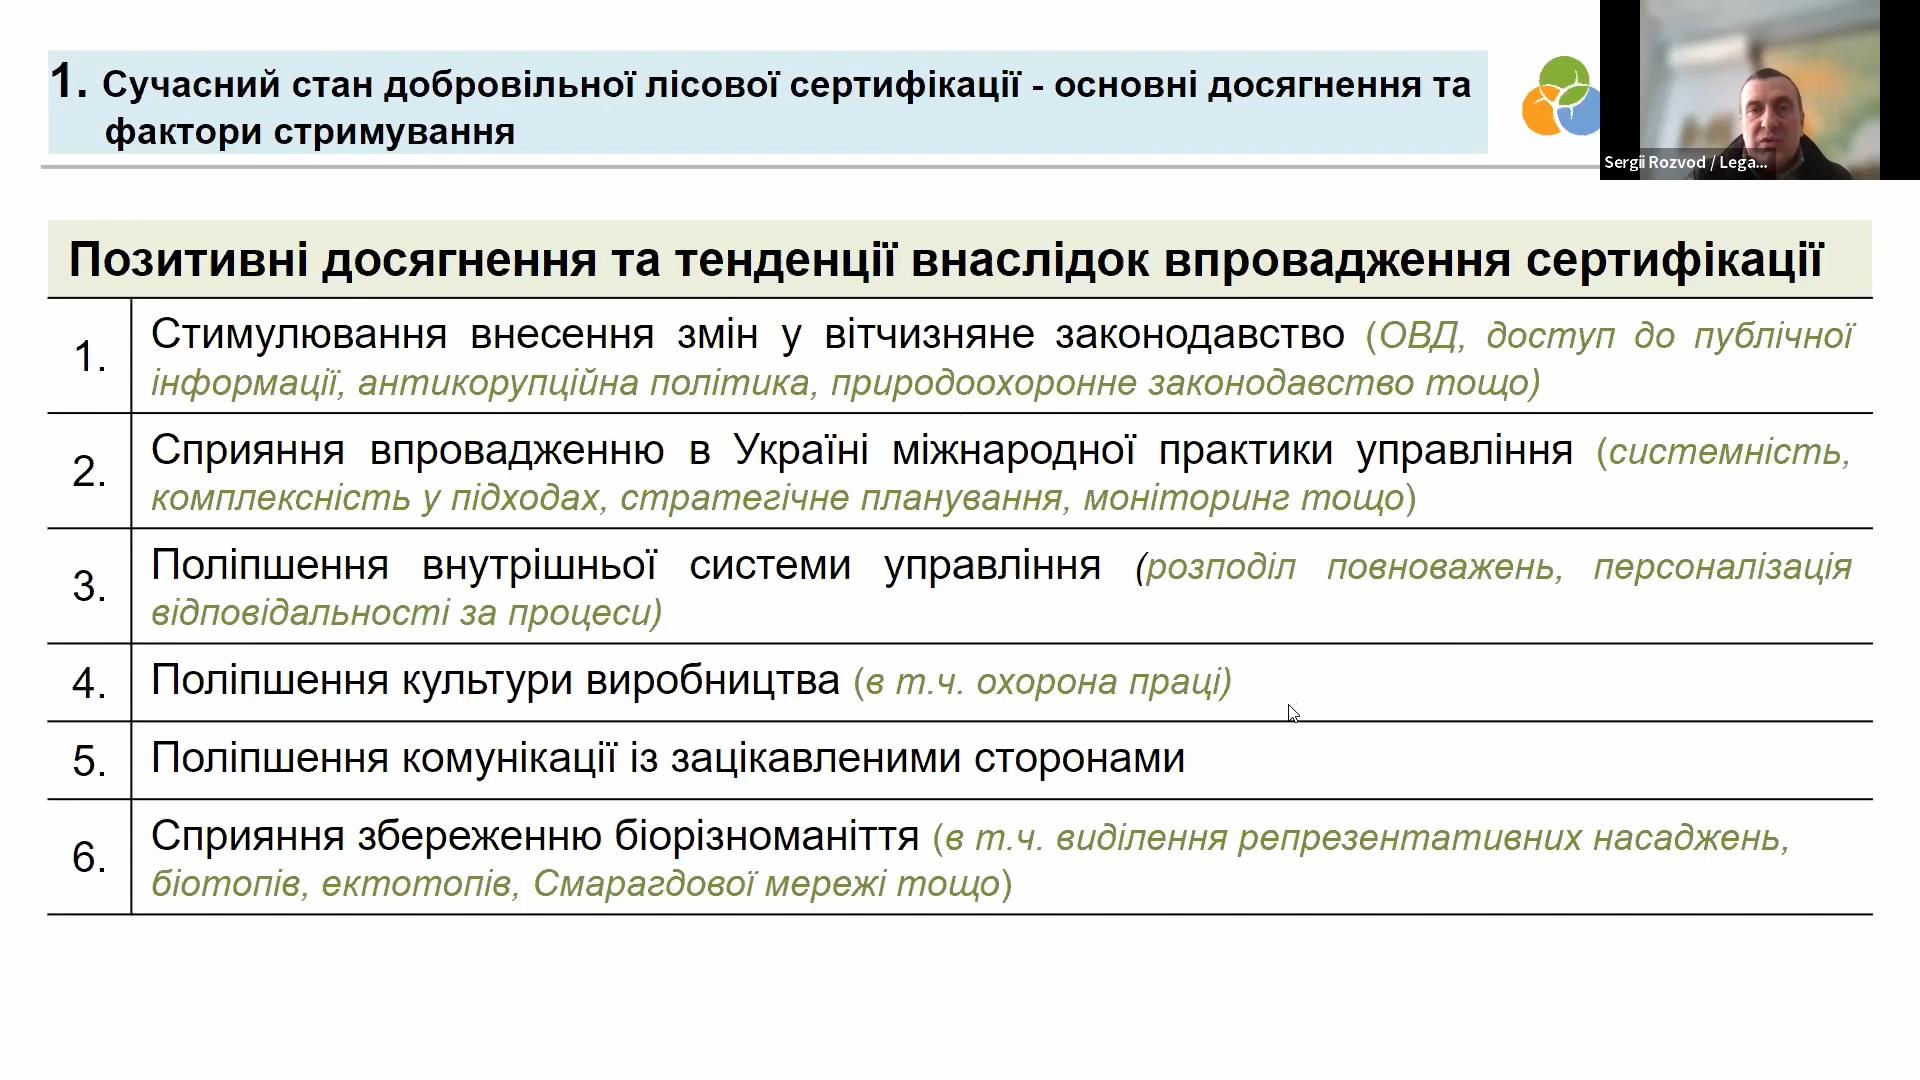 1. Сучасний стан добровільної лісової сертифікації - основні досягнення та
фактори стримування
Sergii Rozvod / Lega...
Позитивні досягнення та тенденції внаслідок впровадження сертифікації
1. Стимулювання внесення змін у вітчизняне законодавство (ОВД, доступ до публічної
інформації, антикорупційна політика, природоохоронне законодавство тощо)
2. Сприяння впровадженню в Україні міжнародної практики управління (системність,
комплексність у підходах, стратегічне планування, моніторинг тощо)
3. Поліпшення внутрішньої системи управління (розподіл повноважень, персоналізація
відповідальності за процеси)
4. Поліпшення культури виробництва (в т.ч. охорона праці)
5. Поліпшення комунікації із зацікавленими сторонами
6. Сприяння збереженню біорізноманіття (в т.ч. виділення репрезентативних насаджень,
біотопів, ектотопів, Смарагдової мережі тощо)